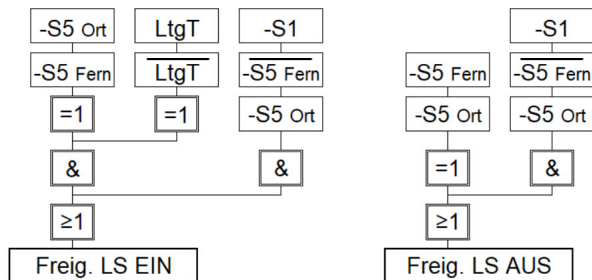 -S5 Ort LtgT -S1 -S1
-S5 Fern LtgT -S5 Fern -S5 Fern -S5 Fern
=1 =1 -S5 Ort -S5 Ort -S5 Ort
& & =1 &
≥1 ≥1
Freig. LS EIN Freig. LS AUS